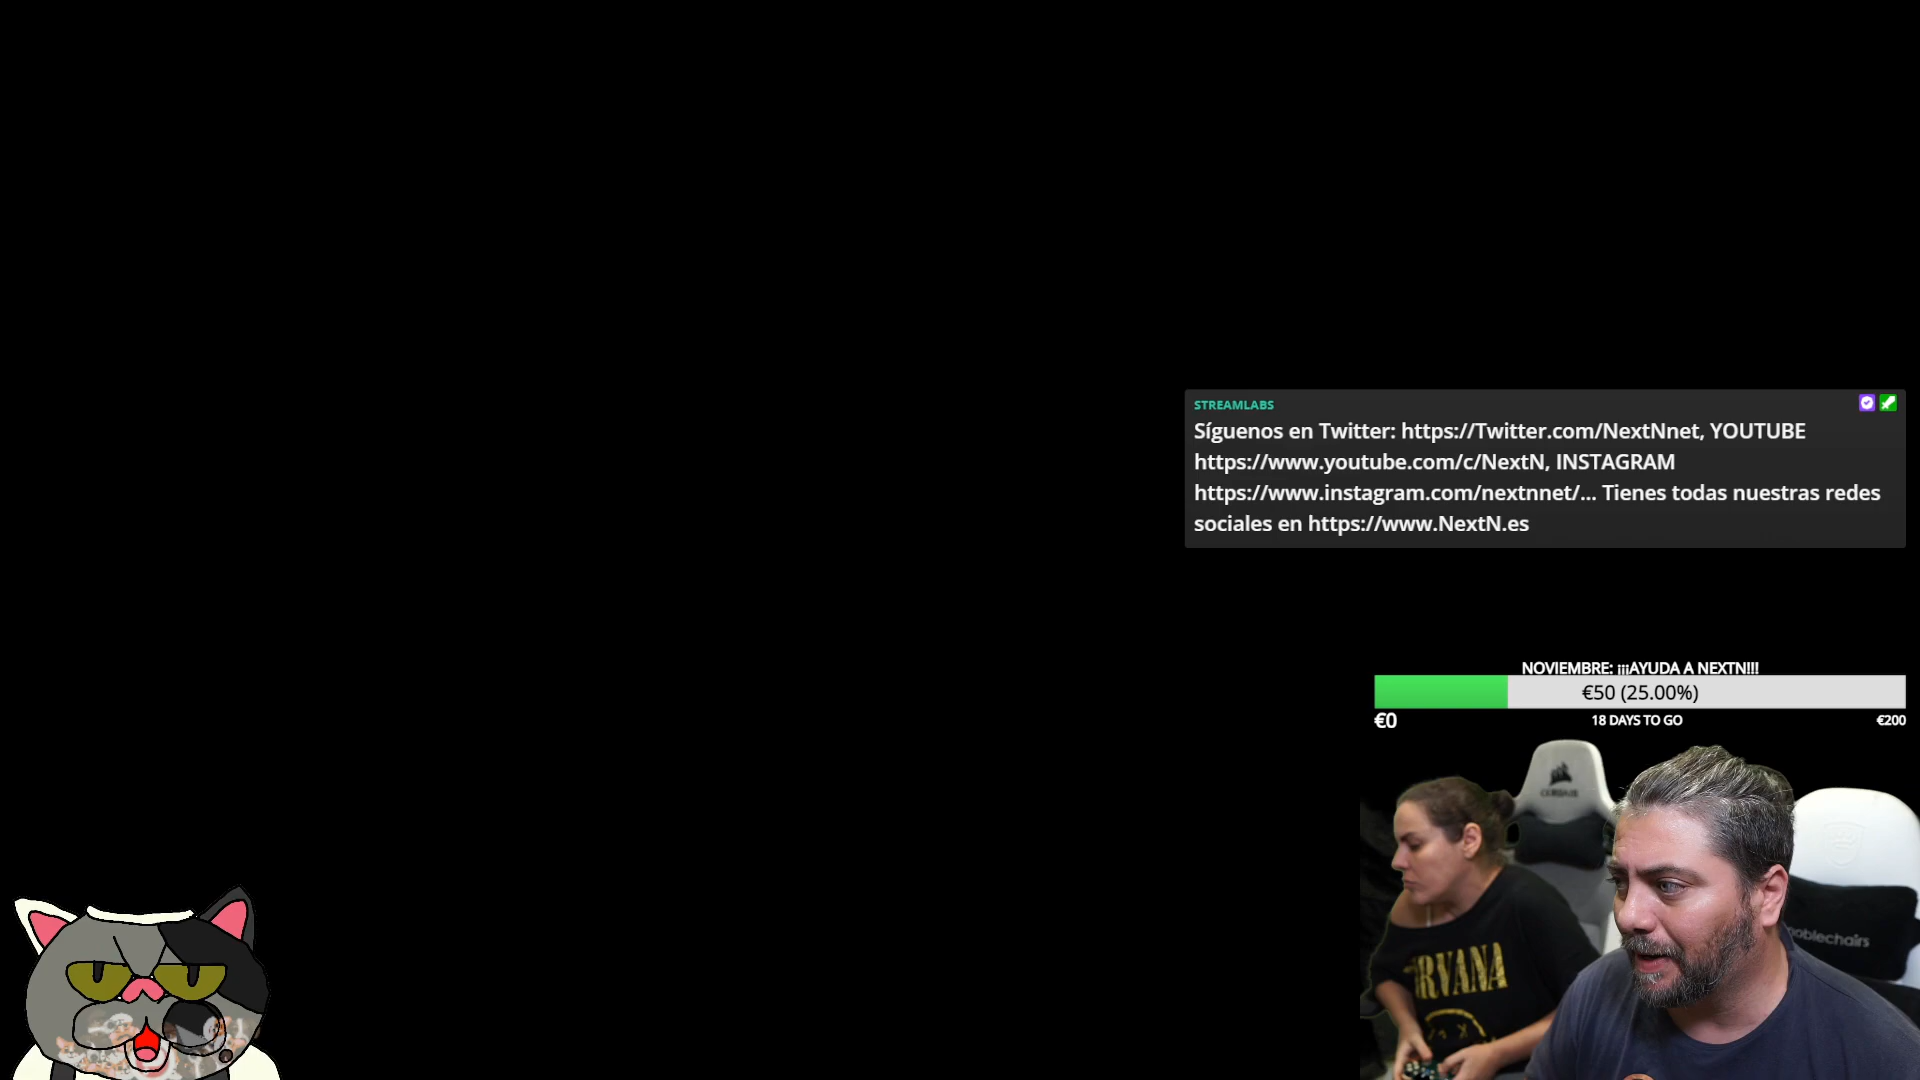 STREAMLABS
Síguenos en Twitter: https://Twitter.com/NextNnet, YOUTUBE
https://www.youtube.com/c/NextN, INSTAGRAM
https://www.instagram.com/nextnnet/... Tienes todas nuestras redes
sociales en https://www.NextN.es
NOVIEMBRE: ¡¡¡AYUDA A NEXTN!!!
€50 (25.00%)
€0
18 DAYS TO GO
€200
CORSAIR
noblechairs
RVANA